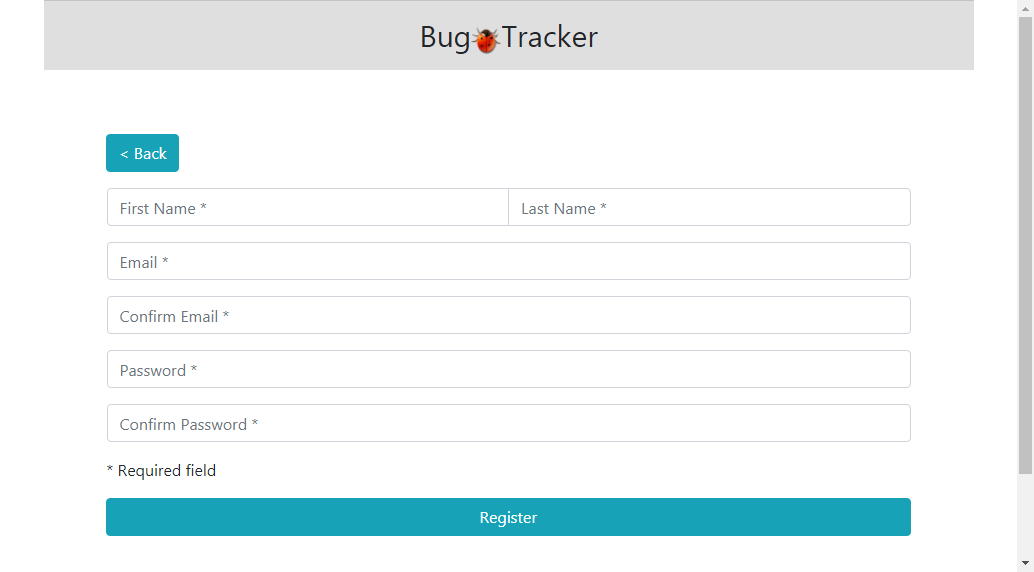 Bug Tracker
< Back
First Name * Last Name *
Email *
Confirm Email *
Password *
Confirm Password *
* Required field
Register